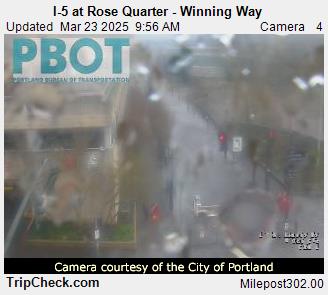 I-5 at Rose Quarter - Winning Way
Updated Mar 23 2025 9:56 AM Camera 4
PBOT
PORTLAND BUREAU OF TRANSPORTATION
Camera courtesy of the City of Portland
TripCheck.com Milepost302.00